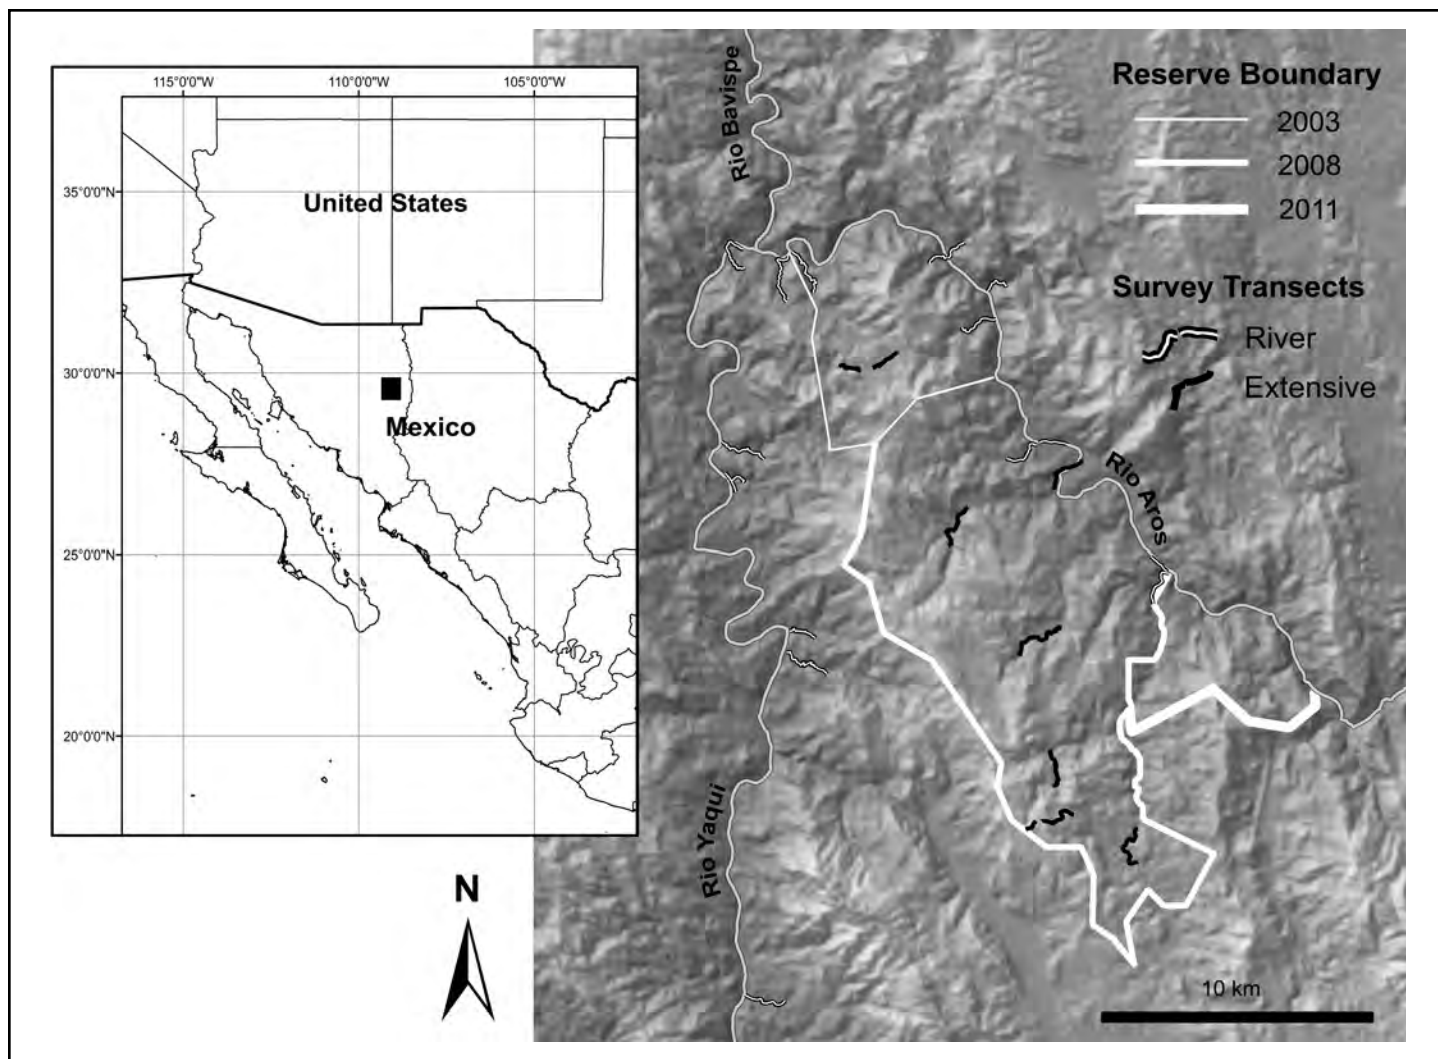 115°0'0"W
110°0'0"W
105°0'0"W
35°0'0"N
30°0'0"N
25°0'0"N
20°0'0"N
United States
Mexico
N
Rio Bavispe
Rio Aros
Rio Yaqui
Reserve Boundary
2003
2008
2011
Survey Transects
River
Extensive
10 km